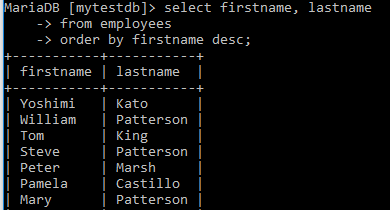 MariaDB [mytestdb]> select firstname, lastname
    -> from employees
    -> order by firstname desc;
+-----------+-----------+
| firstname | lastname  |
+-----------+-----------+
| Yoshimi   | Kato      |
| William   | Patterson |
| Tom       | King      |
| Steve     | Patterson |
| Peter     | Marsh     |
| Pamela    | Castillo  |
| Mary      | Patterson |